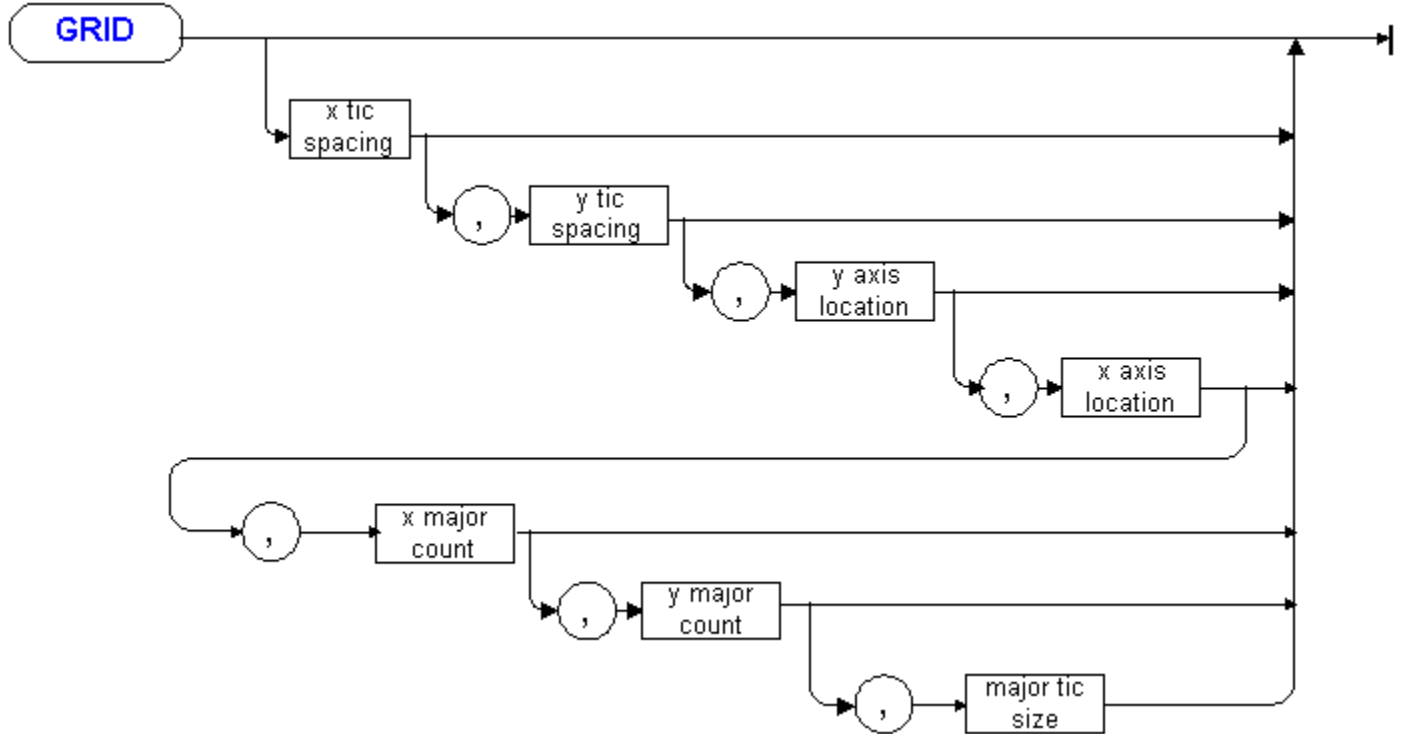 GRID
x tic
spacing
,
y tic
spacing
,
y axis
location
,
x axis
location
,
x major
count
,
y major
count
,
major tic
size